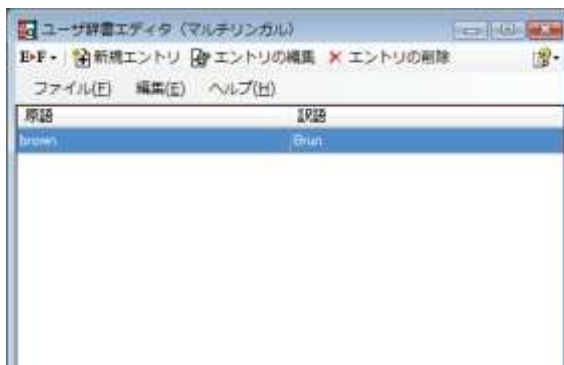 ユーザ辞書エディタ (マルチリンガル)
E▶F 新規エントリ エントリの編集 エントリの削除
ファイル(F) 編集(E) ヘルプ(H)
原語 訳語
brown Brun